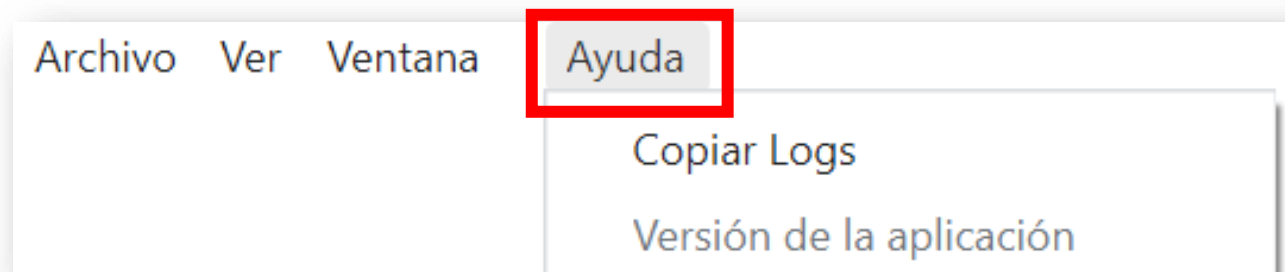 Archivo Ver Ventana Ayuda
Copiar Logs
Versión de la aplicación